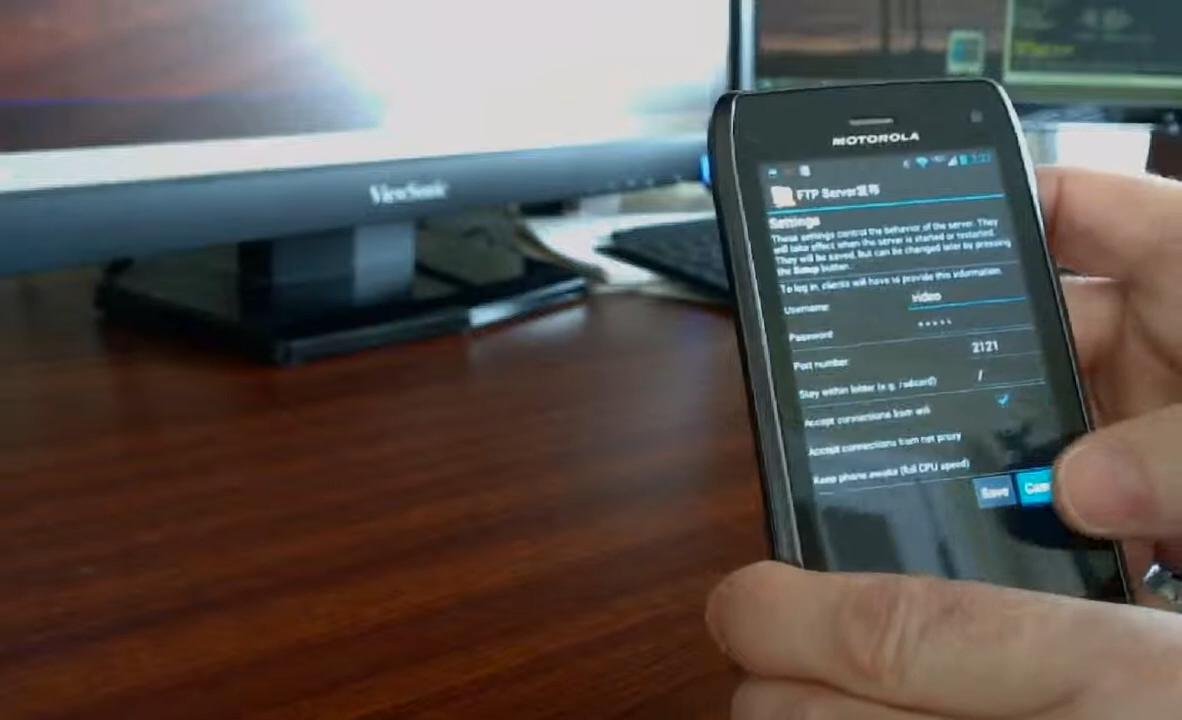 ViewSonic
MOTOROLA
FTP Server
Settings
These settings control the behavior of the server. They
will take effect when the server is started or restarted.
They will be saved, but can be changed later by pressing
the Setup button.
To log in, clients will have to provide this information.
Username: video
Password •••••
Port number: 2121
Stay within folder (e.g. /sdcard) /
Accept connections from wifi
Accept connections from net proxy
Keep phone awake (full CPU speed)
Save